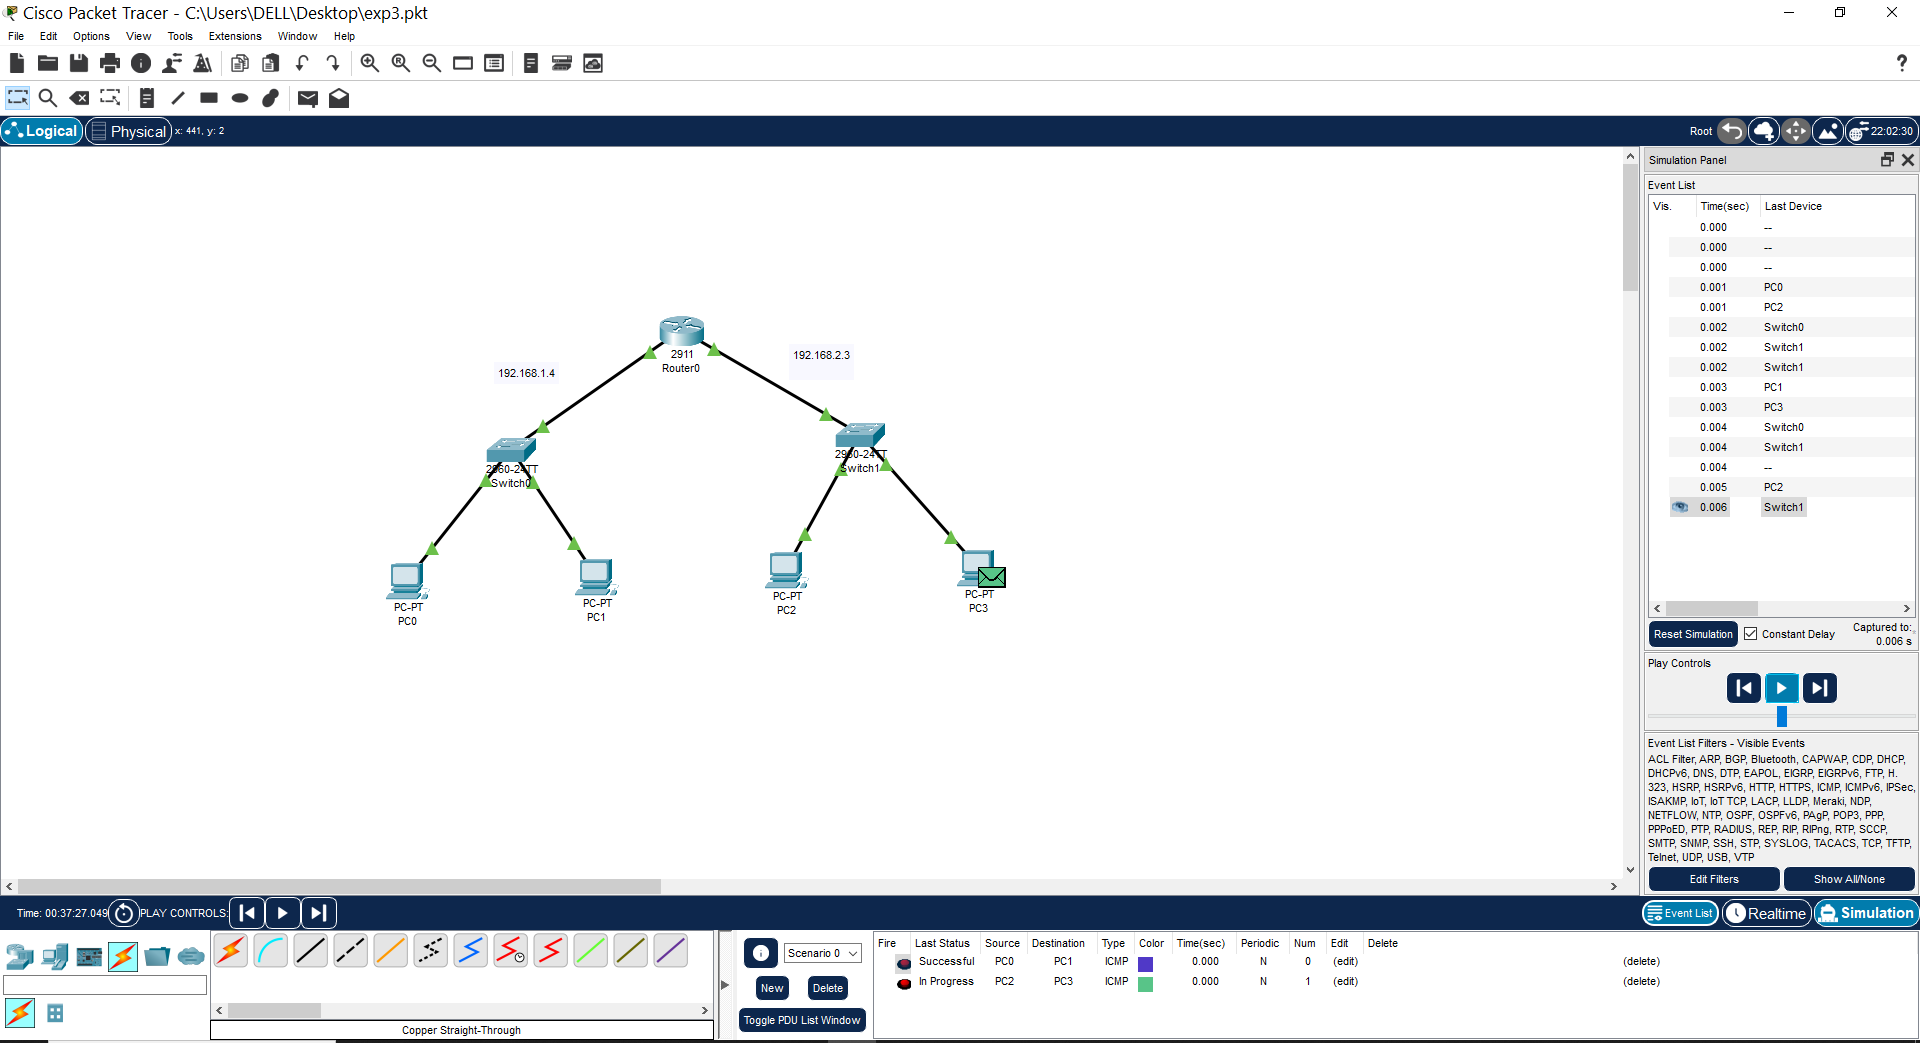 Cisco Packet Tracer - C:\Users\DELL\Desktop\exp3.pkt
File Edit Options View Tools Extensions Window Help
Logical Physical x: 441, y: 2 Root 22:02:30
Simulation Panel
Event List
Vis. Time(sec) Last Device
0.000 --
0.000 --
0.000 --
0.001 PC0
0.001 PC2
0.002 Switch0
0.002 Switch1
0.002 Switch1
0.003 PC1
0.003 PC3
0.004 Switch0
0.004 Switch1
0.004 --
0.005 PC2
0.006 Switch1
Reset Simulation Constant Delay Captured to:
0.006 s
Play Controls
Event List Filters - Visible Events
ACL Filter, ARP, BGP, Bluetooth, CAPWAP, CDP, DHCP,
DHCPv6, DNS, DTP, EAPOL, EIGRP, EIGRPv6, FTP, H.
323, HSRP, HSRPv6, HTTP, HTTPS, ICMP, ICMPv6, IPSec,
ISAKMP, IoT, IoT TCP, LACP, LLDP, Meraki, NDP,
NETFLOW, NTP, OSPF, OSPFv6, PAgP, POP3, PPP,
PPPoED, PTP, RADIUS, REP, RIP, RIPng, RTP, SCCP,
SMTP, SNMP, SSH, STP, SYSLOG, TACACS, TCP, TFTP,
Telnet, UDP, USB, VTP
Edit Filters Show All/None
2911
Router0
192.168.1.4
192.168.2.3
2960-24TT
Switch0
2960-24TT
Switch1
PC-PT
PC0
PC-PT
PC1
PC-PT
PC2
PC-PT
PC3
Time: 00:37:27.049 PLAY CONTROLS: Event List Realtime Simulation
Copper Straight-Through
Scenario 0
New Delete
Toggle PDU List Window
Fire Last Status Source Destination Type Color Time(sec) Periodic Num Edit Delete
Successful PC0 PC1 ICMP 0.000 N 0 (edit) (delete)
In Progress PC2 PC3 ICMP 0.000 N 1 (edit) (delete)